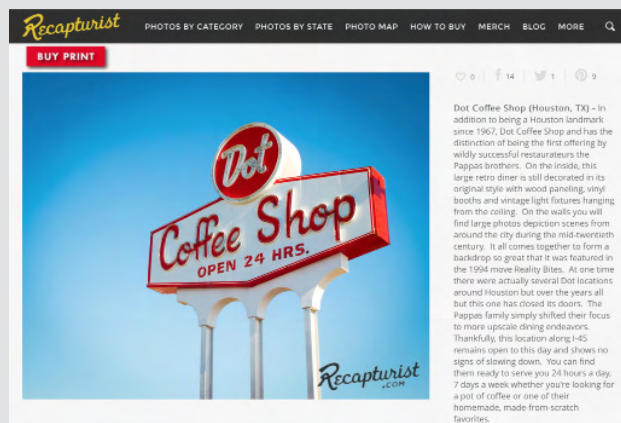 Recapturist
PHOTOS BY CATEGORY PHOTOS BY STATE PHOTO MAP HOW TO BUY MERCH BLOG MORE
BUY PRINT
0 14 1 9
Dot
Coffee Shop
OPEN 24 HRS.
Recapturist
.COM
Dot Coffee Shop (Houston, TX) – In
addition to being a Houston landmark
since 1967, Dot Coffee Shop and has the
distinction of being the first offering by
wildly successful restaurateurs the
Pappas brothers. On the inside, this
large retro diner is still decorated in its
original style with wood paneling, vinyl
booths and vintage light fixtures hanging
from the ceiling. On the walls you will
find large photos depiction scenes from
around the city during the mid-twentieth
century. It all comes together to form a
backdrop so great that it was featured in
the 1994 move Reality Bites. At one time
there were actually several Dot locations
around Houston but over the years all
but this one has closed its doors. The
Pappas family simply shifted their focus
to more upscale dining endeavors.
Thankfully, this location along I-45
remains open to this day and shows no
signs of slowing down. You can find
them ready to serve you 24 hours a day,
7 days a week whether you're looking for
a pot of coffee or one of their
homemade, made-from-scratch
favorites.